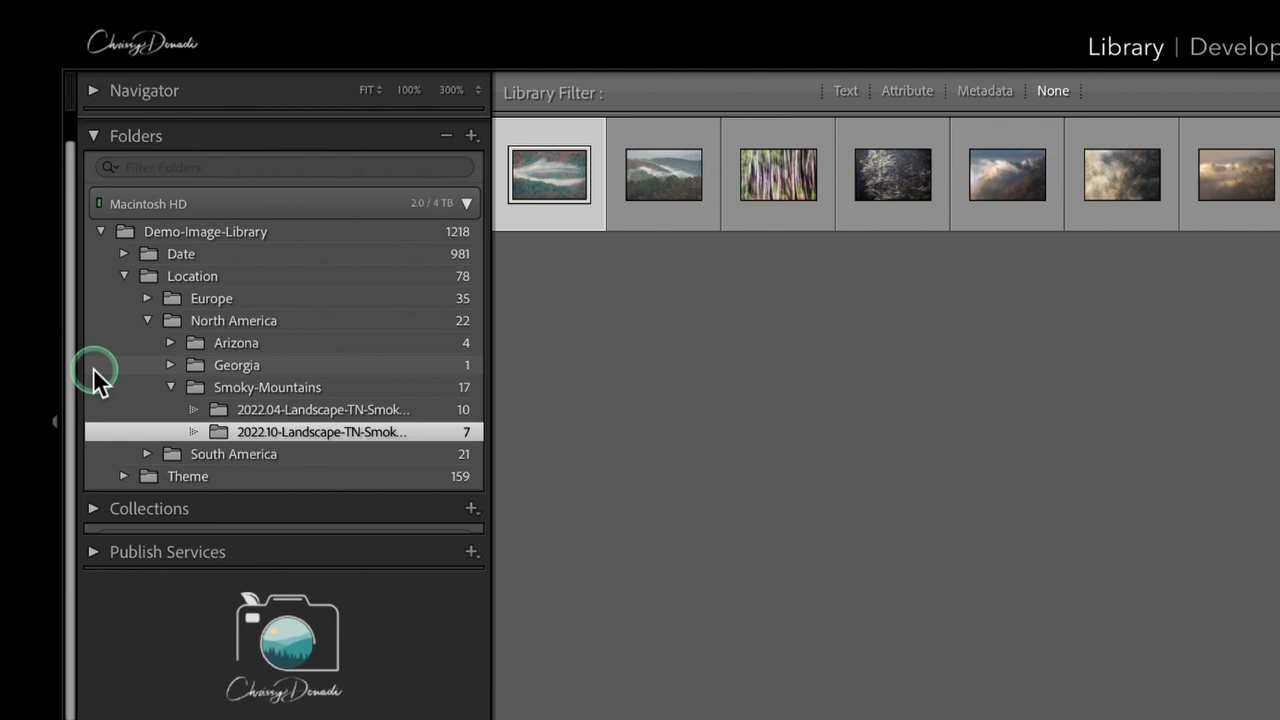 Chrissy Donadi
Library | Develop
Navigator FIT 100% 300%
Library Filter : Text Attribute Metadata None
Folders
Filter Folders
Macintosh HD 2.0 / 4 TB
Demo-Image-Library 1218
Date 981
Location 78
Europe 35
North America 22
Arizona 4
Georgia 1
Smoky-Mountains 17
2022.04-Landscape-TN-Smok... 10
2022.10-Landscape-TN-Smok... 7
South America 21
Theme 159
Collections
Publish Services
Chrissy Donadi